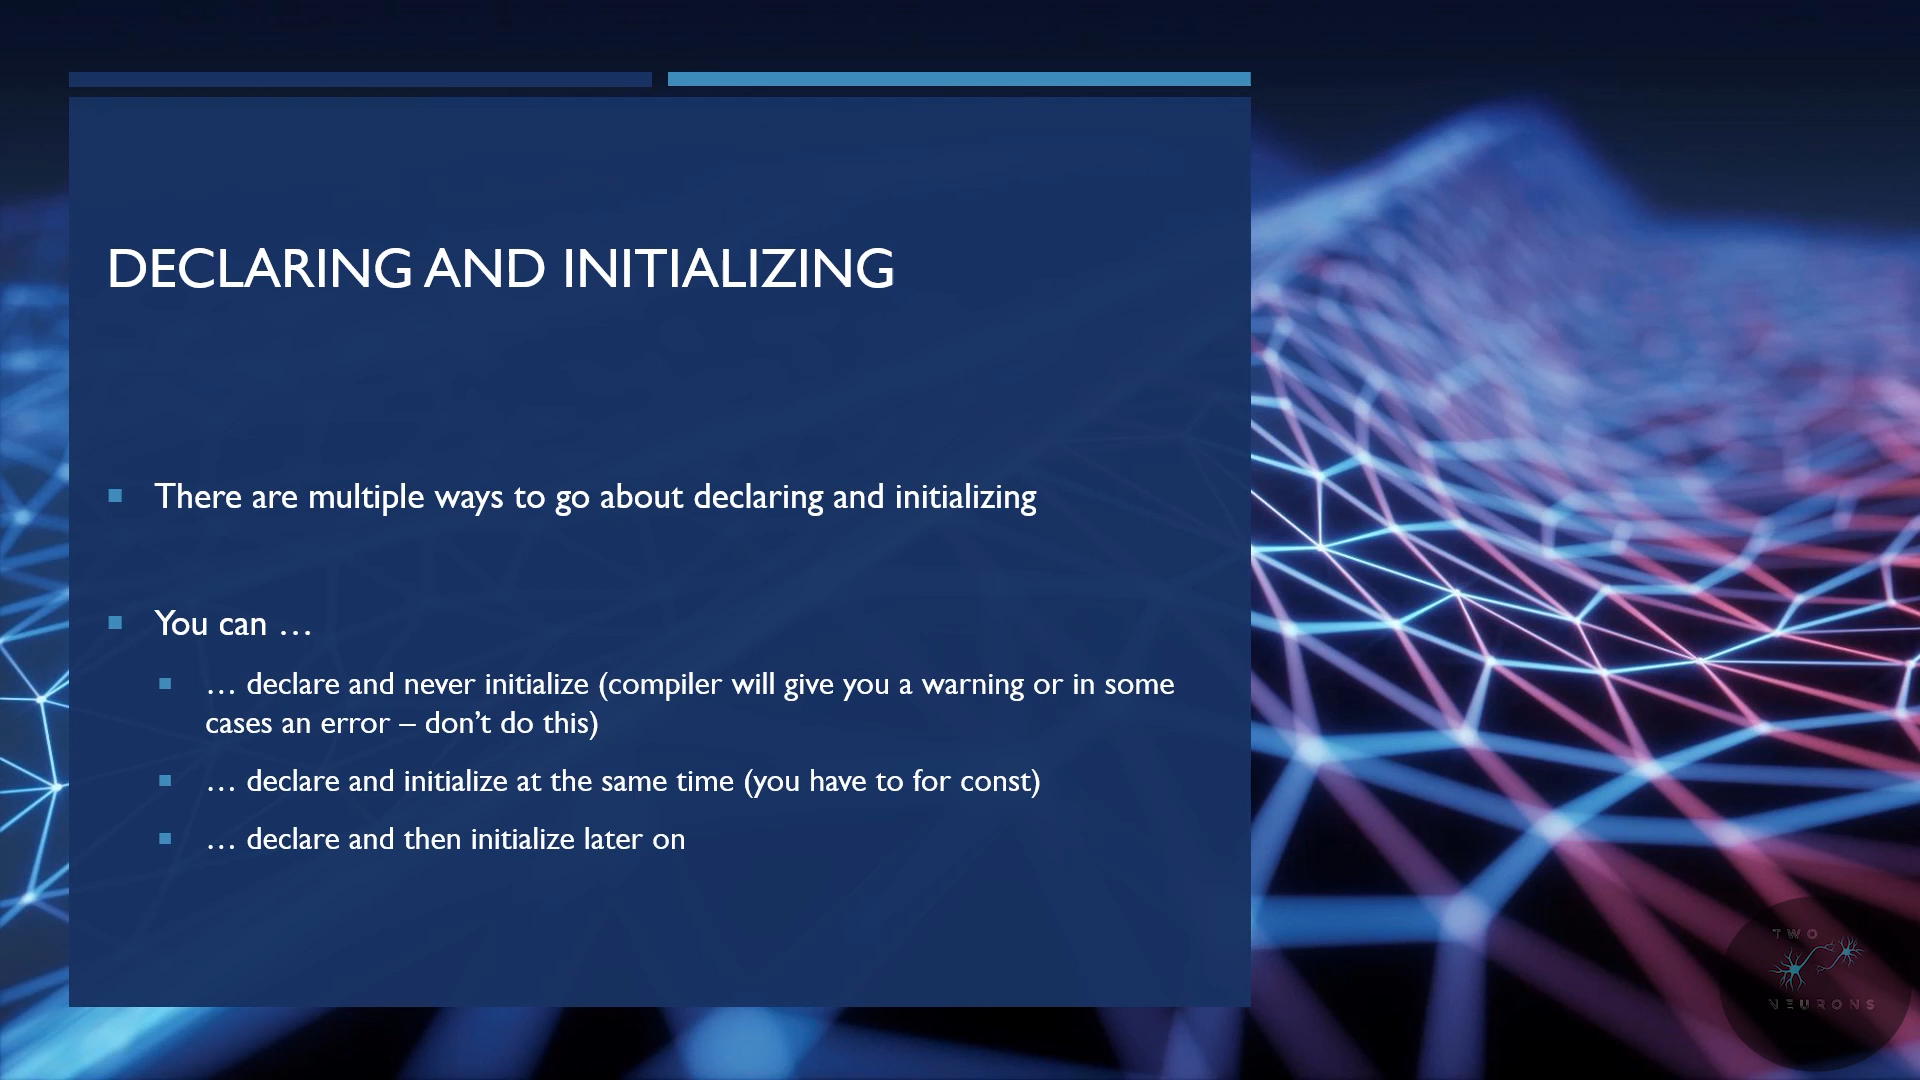 DECLARING AND INITIALIZING
There are multiple ways to go about declaring and initializing
You can …
… declare and never initialize (compiler will give you a warning or in some
cases an error – don't do this)
… declare and initialize at the same time (you have to for const)
… declare and then initialize later on
TWO
NEURONS